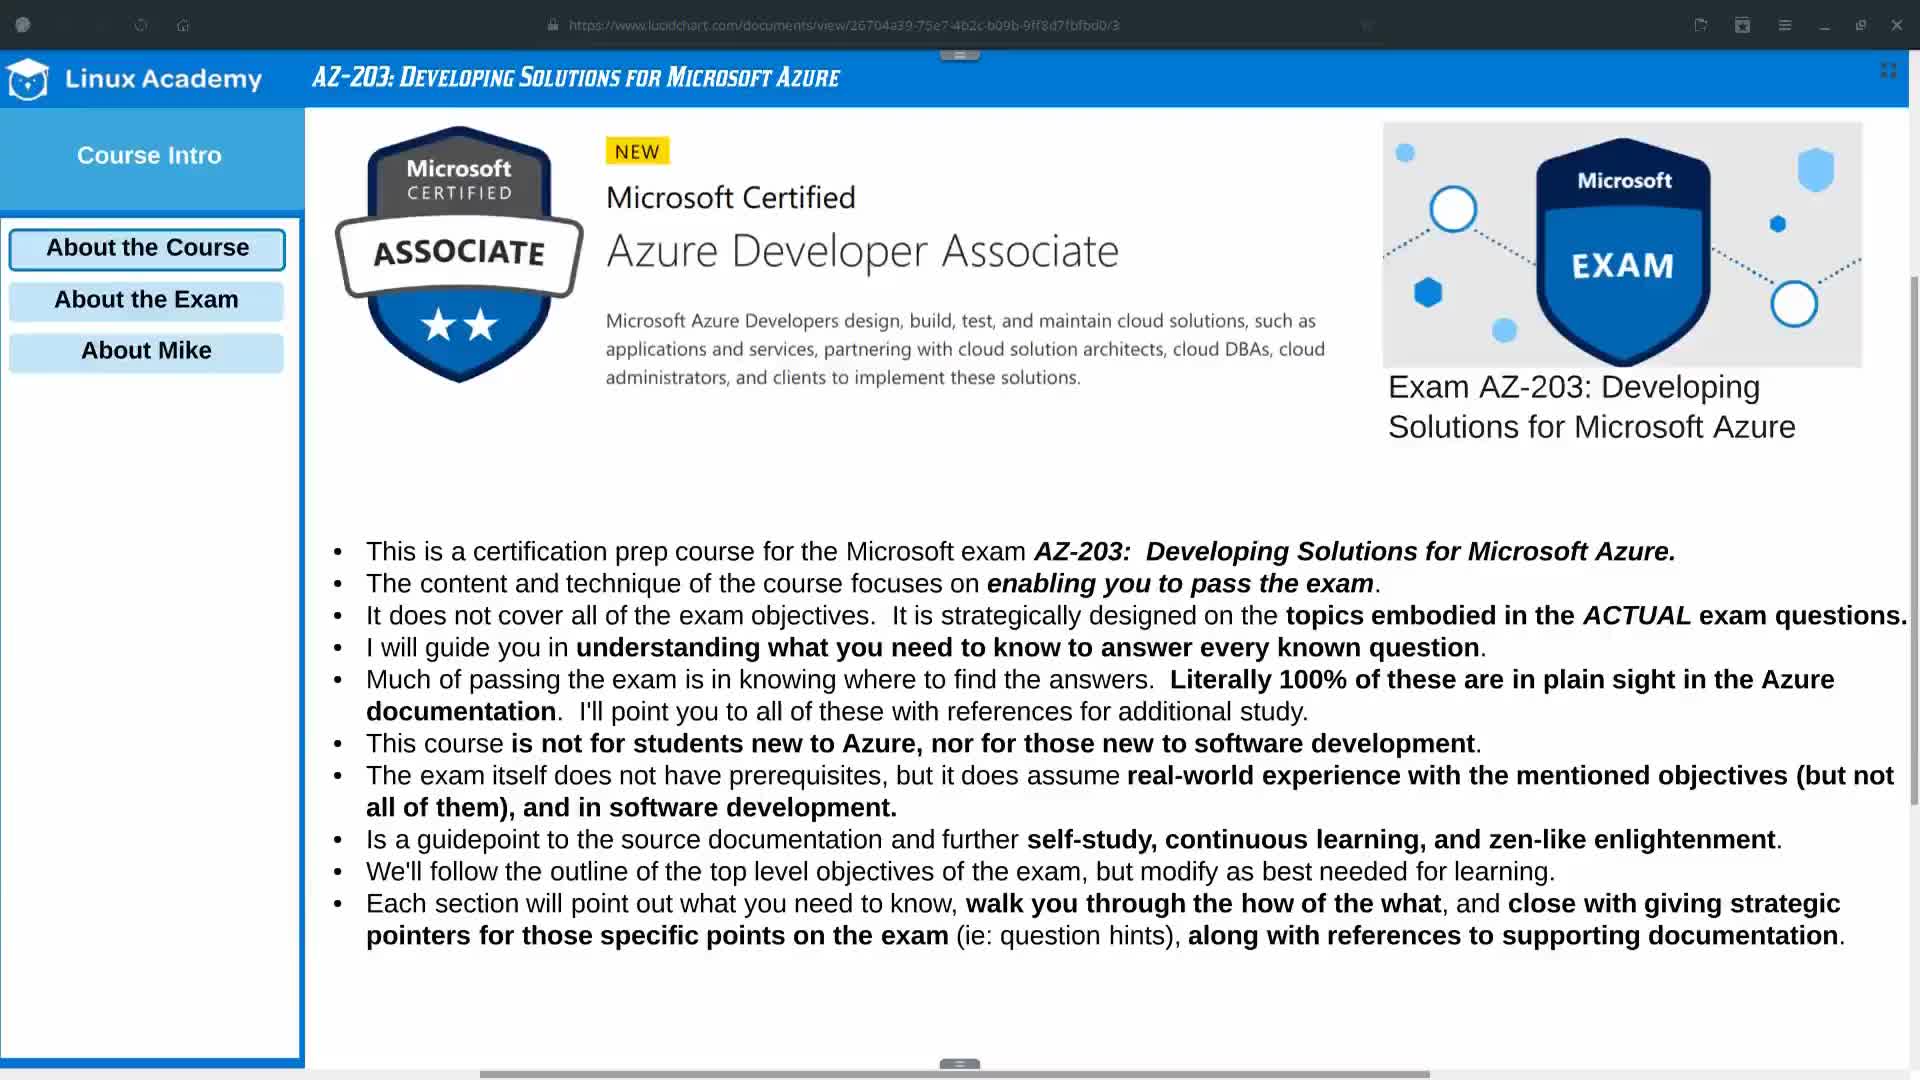 https://www.lucidchart.com/documents/view/26704a39-75e7-4b2c-b09b-9ff8d7fbfbd0/3
Linux Academy
AZ-203: Developing Solutions for Microsoft Azure
Course Intro
About the Course
About the Exam
About Mike
Microsoft
CERTIFIED
ASSOCIATE
NEW
Microsoft Certified
Azure Developer Associate
Microsoft Azure Developers design, build, test, and maintain cloud solutions, such as
applications and services, partnering with cloud solution architects, cloud DBAs, cloud
administrators, and clients to implement these solutions.
Microsoft
EXAM
Exam AZ-203: Developing
Solutions for Microsoft Azure
• This is a certification prep course for the Microsoft exam AZ-203: Developing Solutions for Microsoft Azure.
• The content and technique of the course focuses on enabling you to pass the exam.
• It does not cover all of the exam objectives. It is strategically designed on the topics embodied in the ACTUAL exam questions.
• I will guide you in understanding what you need to know to answer every known question.
• Much of passing the exam is in knowing where to find the answers. Literally 100% of these are in plain sight in the Azure
documentation. I'll point you to all of these with references for additional study.
• This course is not for students new to Azure, nor for those new to software development.
• The exam itself does not have prerequisites, but it does assume real-world experience with the mentioned objectives (but not
all of them), and in software development.
• Is a guidepoint to the source documentation and further self-study, continuous learning, and zen-like enlightenment.
• We'll follow the outline of the top level objectives of the exam, but modify as best needed for learning.
• Each section will point out what you need to know, walk you through the how of the what, and close with giving strategic
pointers for those specific points on the exam (ie: question hints), along with references to supporting documentation.